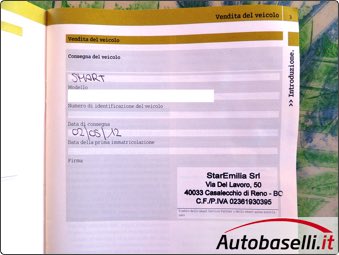 Vendita del veicolo
Vendita del veicolo
Consegna del veicolo
SMART
Modello
Numero di identificazione del veicolo
Data di consegna
02/05/12
Data della prima immatricolazione
Firma
StarEmilia Srl
Via Del Lavoro, 50
40033 Casalecchio di Reno - BO
C.F./P.IVA 02361930395
>> Introduzione.
Autobaselli.it